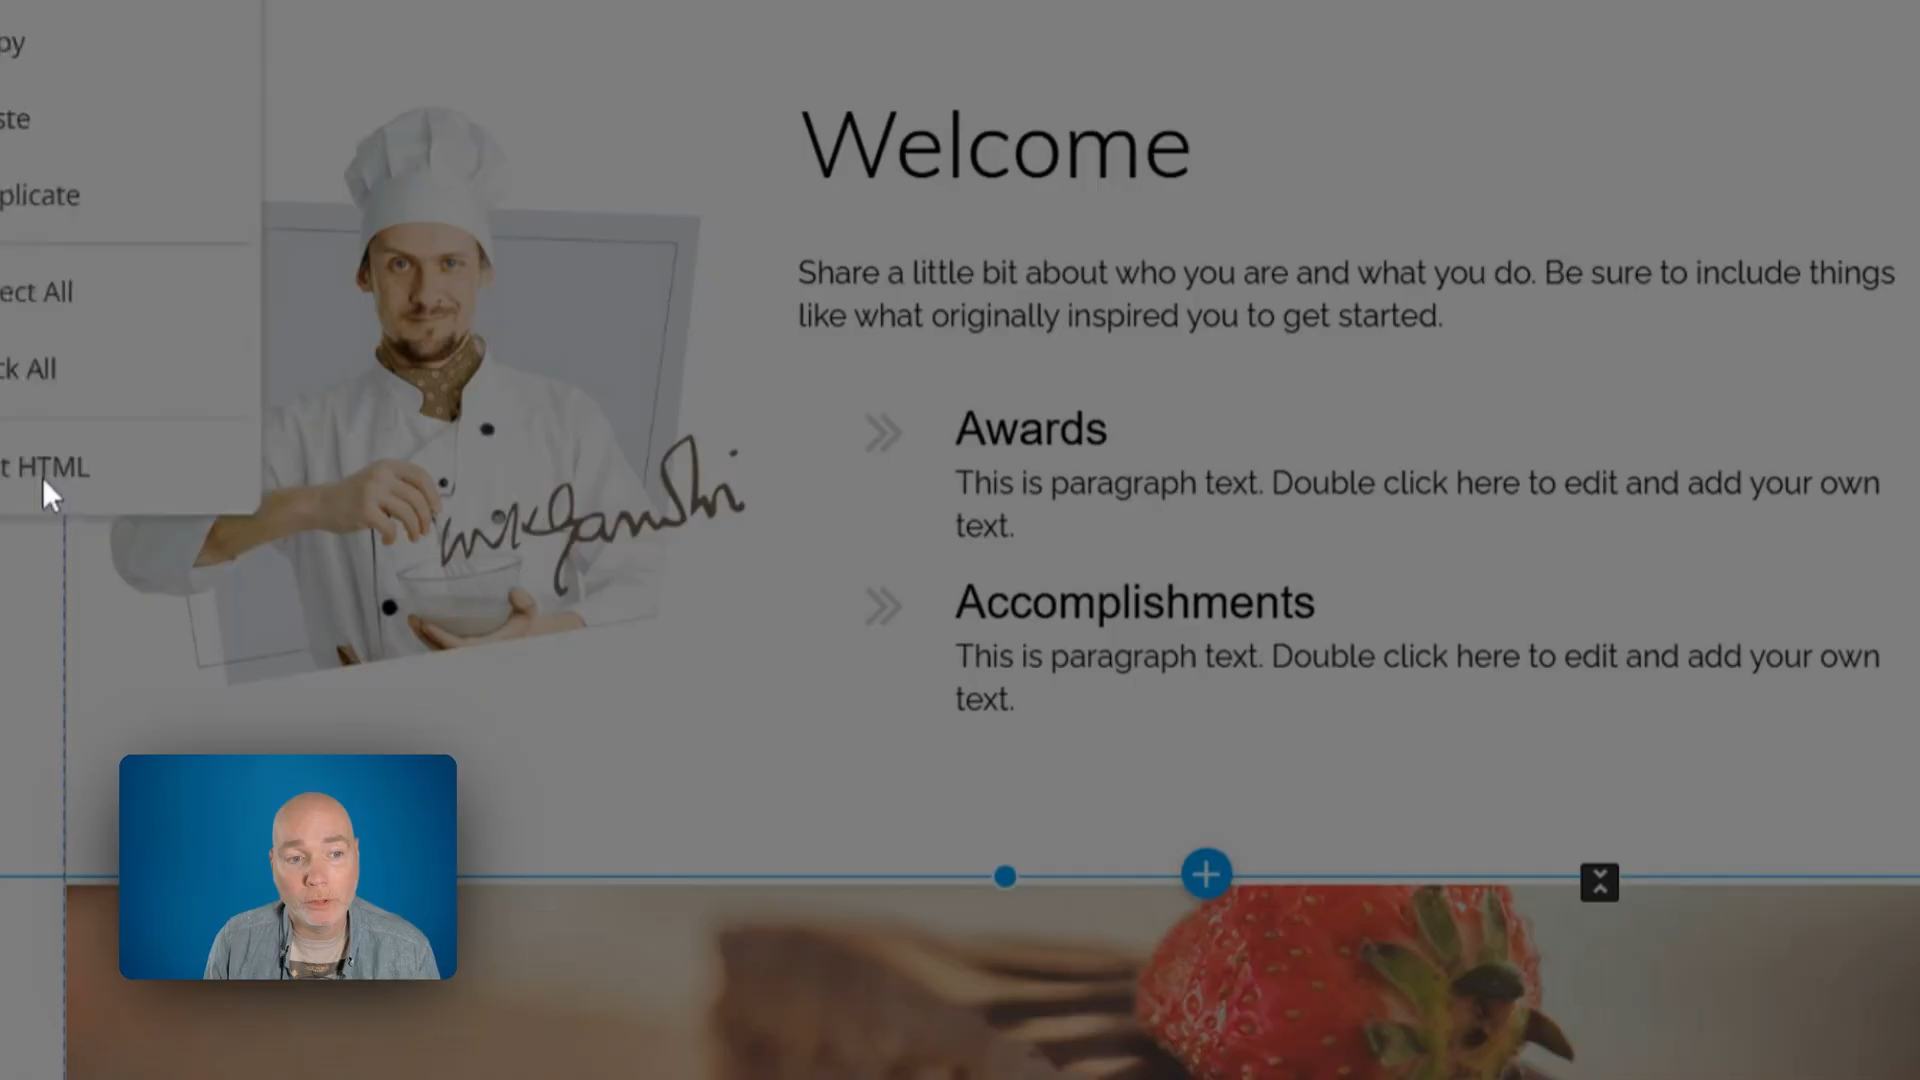 py
ste
plicate
ect All
ck All
t HTML
Welcome
Share a little bit about who you are and what you do. Be sure to include things
like what originally inspired you to get started.
Awards
This is paragraph text. Double click here to edit and add your own
text.
Accomplishments
This is paragraph text. Double click here to edit and add your own
text.